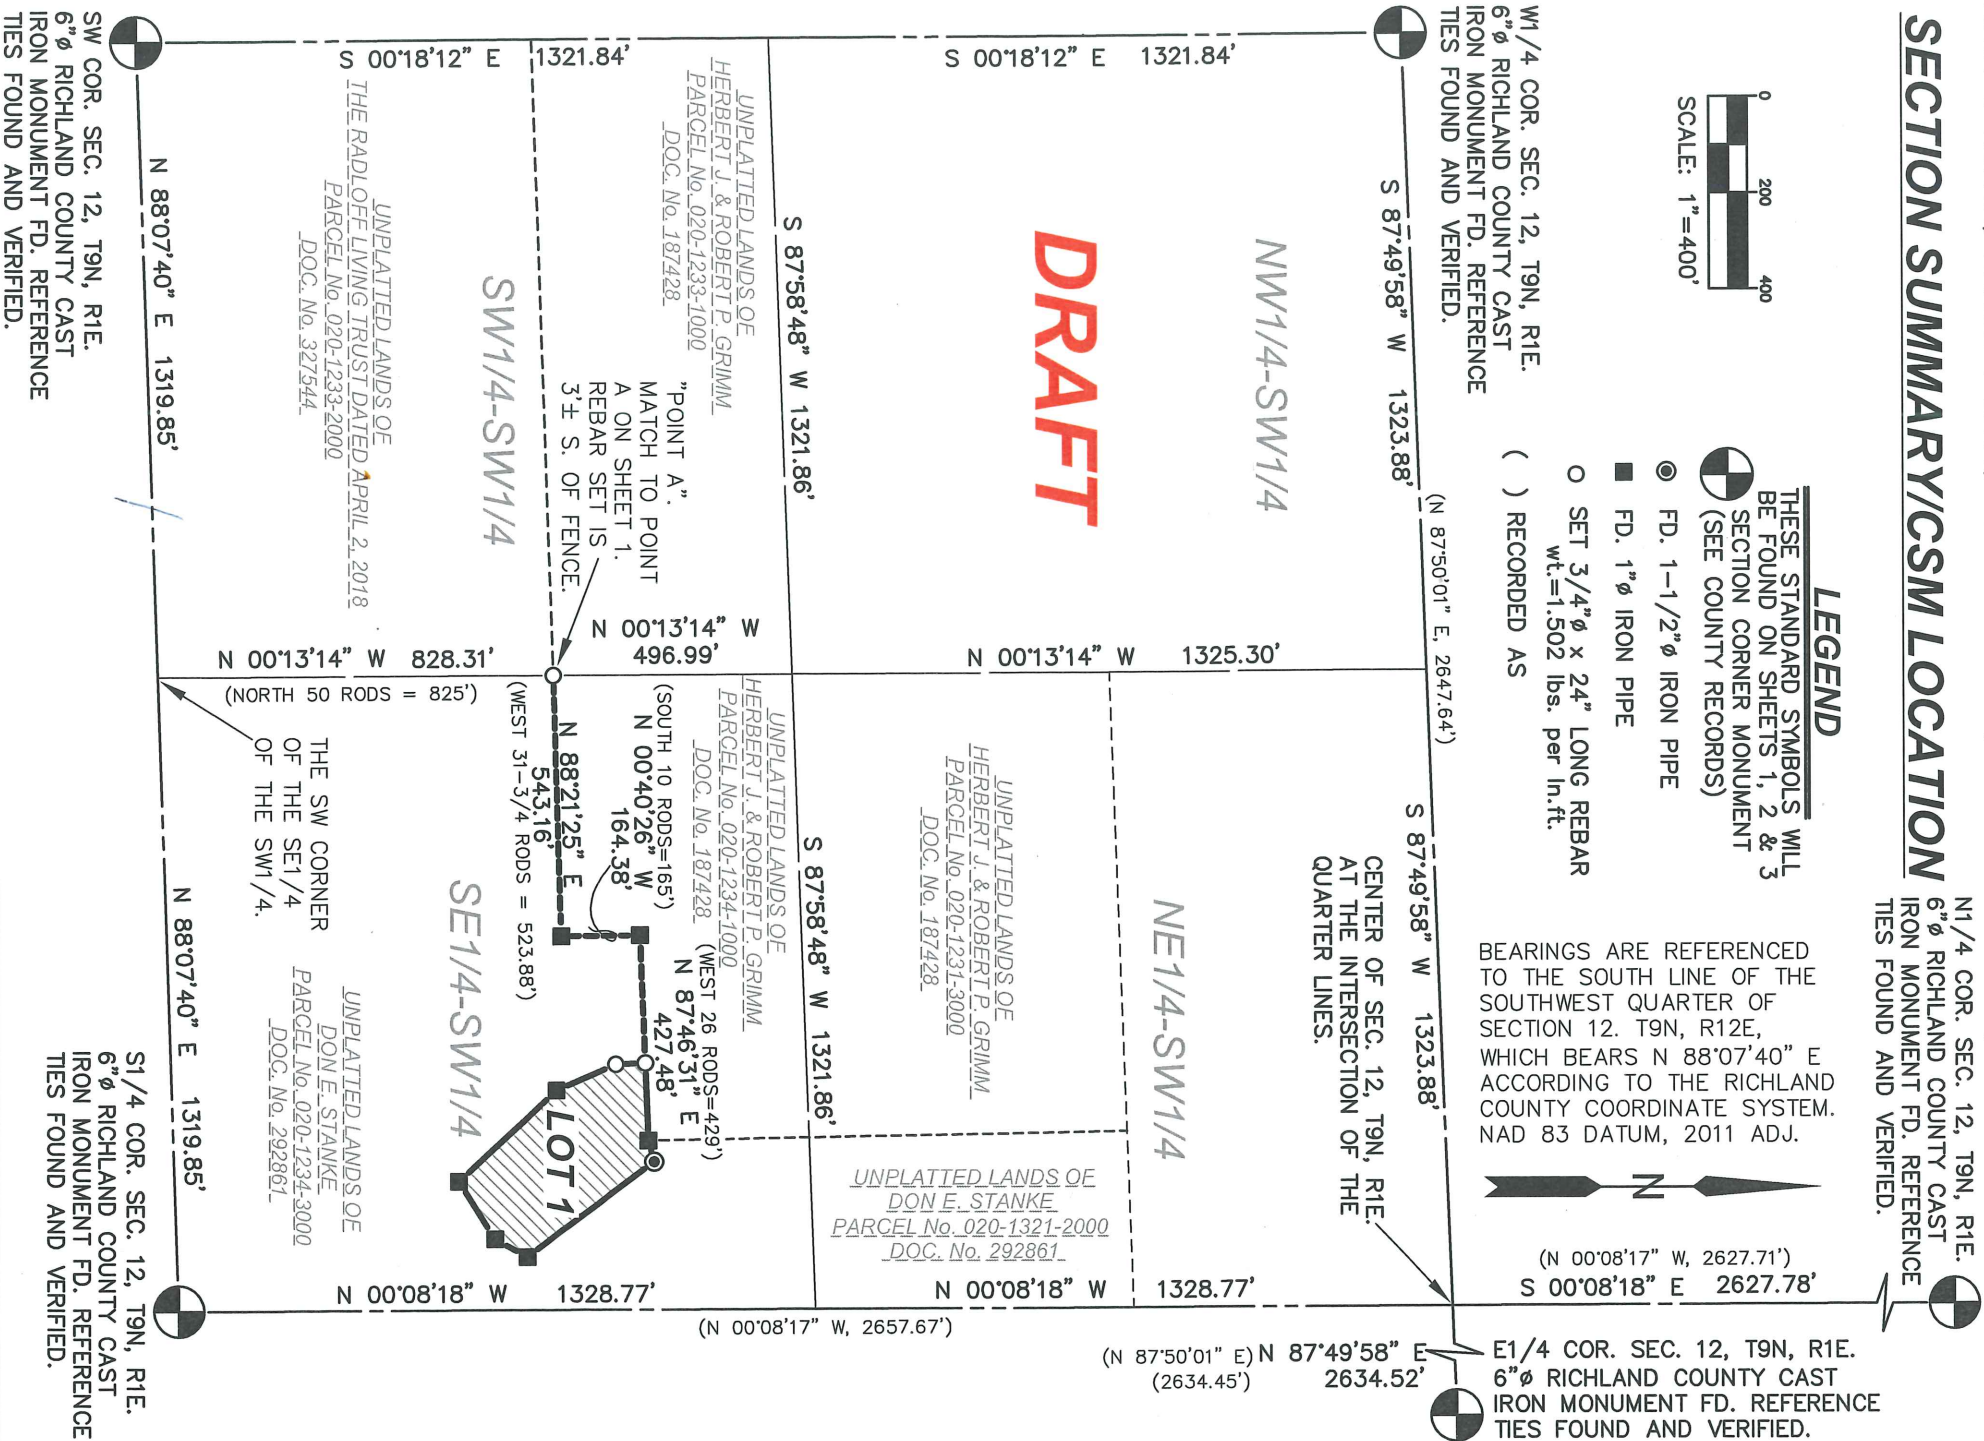 SECTION SUMMARY/CSM LOCATION
0
200
400
SCALE: 1"=400'
LEGEND
THESE STANDARD SYMBOLS WILL
BE FOUND ON SHEETS 1, 2 & 3
SECTION CORNER MONUMENT
(SEE COUNTY RECORDS)
FD. 1-1/2"ø IRON PIPE
FD. 1"ø IRON PIPE
SET 3/4"ø x 24" LONG REBAR
wt.=1.502 lbs. per ln.ft.
( ) RECORDED AS
N1/4 COR. SEC. 12, T9N, R1E.
6"ø RICHLAND COUNTY CAST
IRON MONUMENT FD. REFERENCE
TIES FOUND AND VERIFIED.
BEARINGS ARE REFERENCED
TO THE SOUTH LINE OF THE
SOUTHWEST QUARTER OF
SECTION 12. T9N, R12E,
WHICH BEARS N 88°07'40" E
ACCORDING TO THE RICHLAND
COUNTY COORDINATE SYSTEM.
NAD 83 DATUM, 2011 ADJ.
N
(N 00°08'17" W, 2627.71')
S 00°08'18" E 2627.78'
W1/4 COR. SEC. 12, T9N, R1E.
6"ø RICHLAND COUNTY CAST
IRON MONUMENT FD. REFERENCE
TIES FOUND AND VERIFIED.
S 87°49'58" W 1323.88'
(N 87°50'01" E, 2647.64')
S 87°49'58" W 1323.88'
CENTER OF SEC. 12, T9N, R1E.
AT THE INTERSECTION OF THE
QUARTER LINES.
E1/4 COR. SEC. 12, T9N, R1E.
6"ø RICHLAND COUNTY CAST
IRON MONUMENT FD. REFERENCE
TIES FOUND AND VERIFIED.
(N 87°50'01" E) N 87°49'58" E
(2634.45') 2634.52'
NW1/4-SW1/4
DRAFT
S 00°18'12" E 1321.84'
N 00°13'14" W 1325.30'
NE1/4-SW1/4
UNPLATTED LANDS OF
HERBERT J. & ROBERT P. GRIMM
PARCEL No. 020-1231-3000
DOC. No. 187428
UNPLATTED LANDS OF
DON E. STANKE
PARCEL No. 020-1321-2000
DOC. No. 292861
N 00°08'18" W 1328.77'
(N 00°08'17" W, 2657.67')
S 87°58'48" W 1321.86'
S 87°58'48" W 1321.86'
UNPLATTED LANDS OF
HERBERT J. & ROBERT P. GRIMM
PARCEL No. 020-1233-1000
DOC. No. 187428
S 00°18'12" E 1321.84'
"POINT A".
MATCH TO POINT
A ON SHEET 1.
REBAR SET IS
3'± S. OF FENCE.
N 00°13'14" W
496.99'
UNPLATTED LANDS OF
HERBERT J. & ROBERT P. GRIMM
PARCEL No. 020-1234-1000
DOC. No. 187428
(WEST 26 RODS=429')
N 87°46'31" E
427.48'
(SOUTH 10 RODS=165')
N 00°40'26" W
164.38'
N 88°21'25" E
543.16'
(WEST 31-3/4 RODS = 523.88')
LOT 1
SW1/4-SW1/4
UNPLATTED LANDS OF
THE RADLOFF LIVING TRUST DATED APRIL 2, 2018
PARCEL No. 020-1233-2000
DOC. No. 327544
N 00°13'14" W 828.31'
(NORTH 50 RODS = 825')
THE SW CORNER
OF THE SE1/4
OF THE SW1/4.
SE1/4-SW1/4
UNPLATTED LANDS OF
DON E. STANKE
PARCEL No. 020-1234-3000
DOC. No. 292861
N 00°08'18" W 1328.77'
N 88°07'40" E 1319.85'
N 88°07'40" E 1319.85'
SW COR. SEC. 12, T9N, R1E.
6"ø RICHLAND COUNTY CAST
IRON MONUMENT FD. REFERENCE
TIES FOUND AND VERIFIED.
S1/4 COR. SEC. 12, T9N, R1E.
6"ø RICHLAND COUNTY CAST
IRON MONUMENT FD. REFERENCE
TIES FOUND AND VERIFIED.